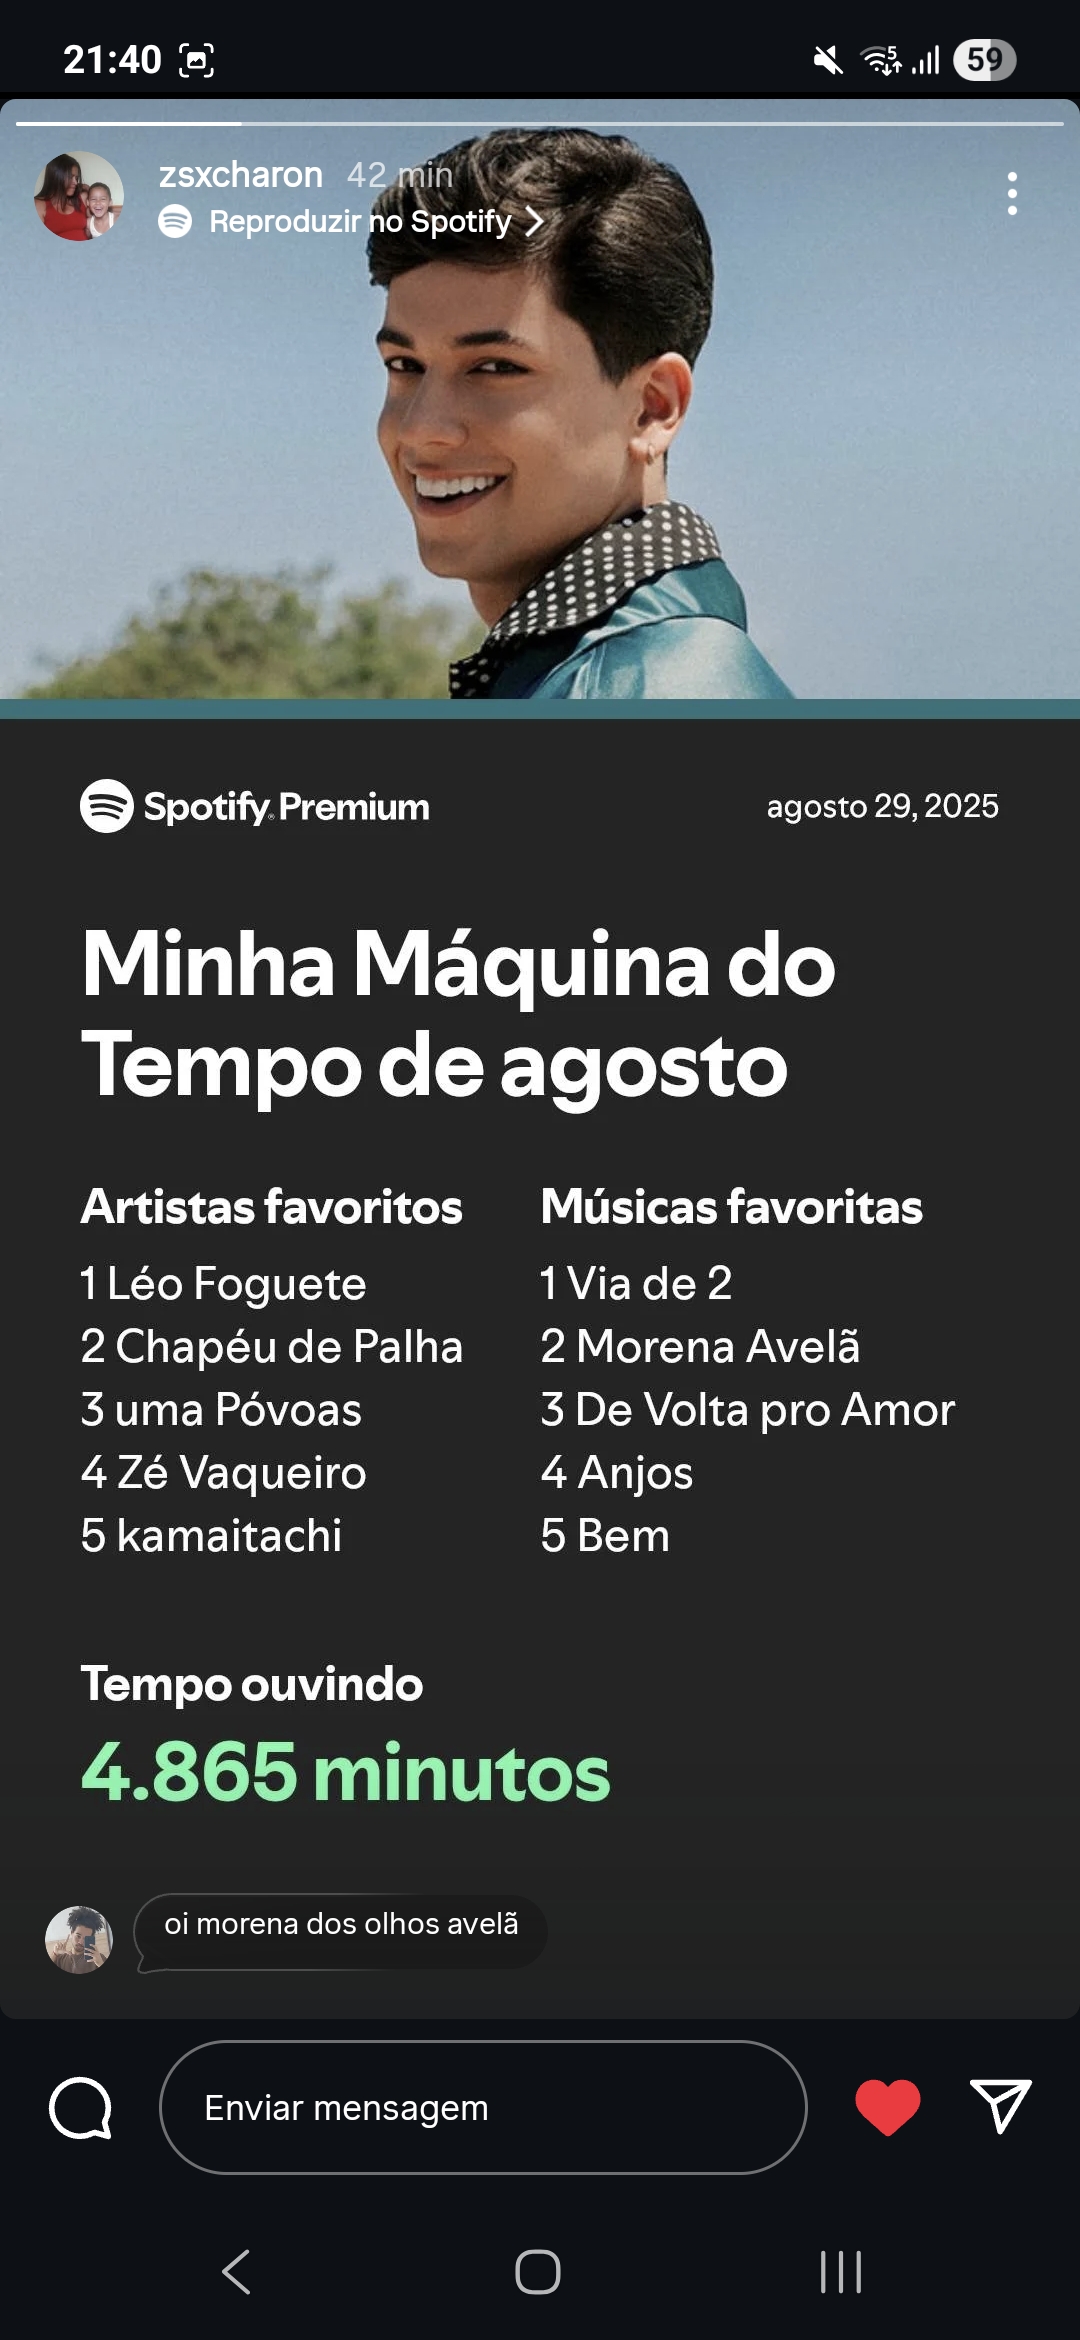 21:40
5
59
zsxcharon 42 min
Reproduzir no Spotify
Spotify Premium
agosto 29, 2025
Minha Máquina do
Tempo de agosto
Artistas favoritos
1 Léo Foguete
2 Chapéu de Palha
3 uma Póvoas
4 Zé Vaqueiro
5 kamaitachi
Músicas favoritas
1 Via de 2
2 Morena Avelã
3 De Volta pro Amor
4 Anjos
5 Bem
Tempo ouvindo
4.865 minutos
oi morena dos olhos avelã
Enviar mensagem